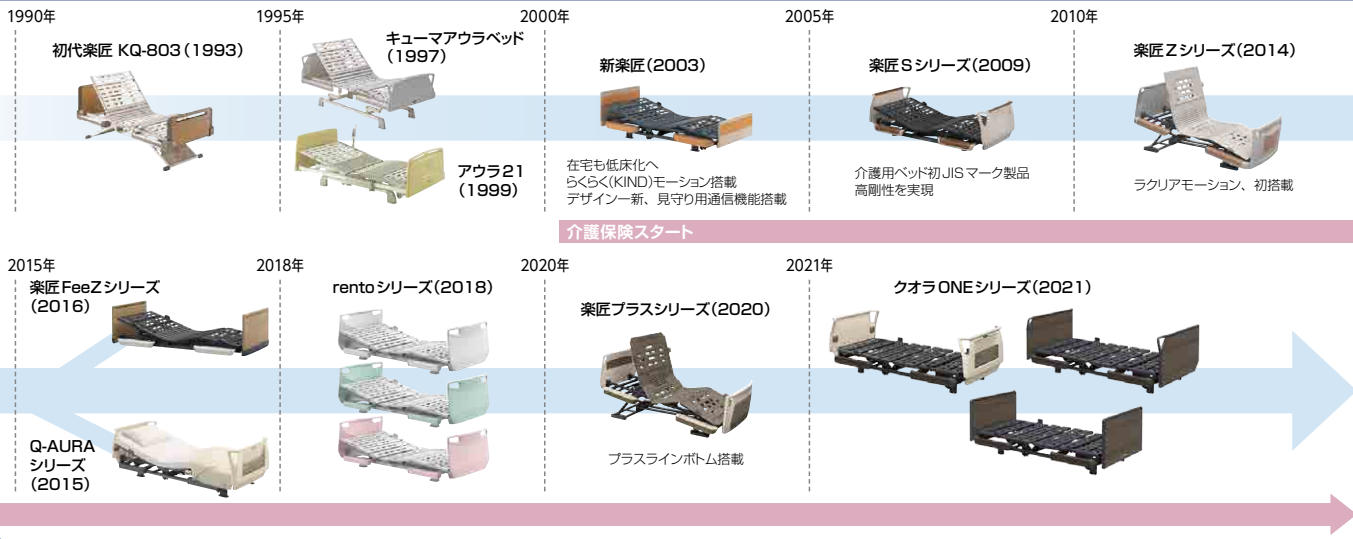 1990年
1995年
2000年
2005年
2010年
初代楽匠 KQ-803(1993)
キューマアウラベッド
(1997)
アウラ21
(1999)
新楽匠(2003)
在宅も低床化へ
らくらく(KIND)モーション搭載
デザイン一新、見守り用通信機能搭載
楽匠Sシリーズ(2009)
介護用ベッド初JISマーク製品
高剛性を実現
楽匠Zシリーズ(2014)
ラクリアモーション、初搭載
介護保険スタート
2015年
2018年
2020年
2021年
楽匠FeeZシリーズ
(2016)
Q-AURA
シリーズ
(2015)
rentoシリーズ(2018)
楽匠プラスシリーズ(2020)
プラスラインボトム搭載
クオラONEシリーズ(2021)